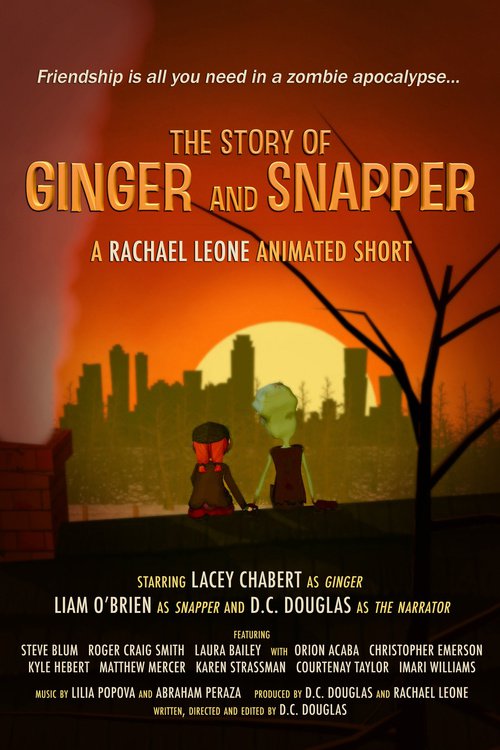 Friendship is all you need in a zombie apocalypse...
THE STORY OF
GINGER AND SNAPPER
A RACHAEL LEONE ANIMATED SHORT
STARRING LACEY CHABERT AS GINGER
LIAM O'BRIEN AS SNAPPER AND D.C. DOUGLAS AS THE NARRATOR
FEATURING
STEVE BLUM ROGER CRAIG SMITH LAURA BAILEY WITH ORION ACABA CHRISTOPHER EMERSON
KYLE HEBERT MATTHEW MERCER KAREN STRASSMAN COURTENAY TAYLOR IMARI WILLIAMS
MUSIC BY LILIA POPOVA AND ABRAHAM PERAZA PRODUCED BY D.C. DOUGLAS AND RACHAEL LEONE
WRITTEN, DIRECTED AND EDITED BY D.C. DOUGLAS